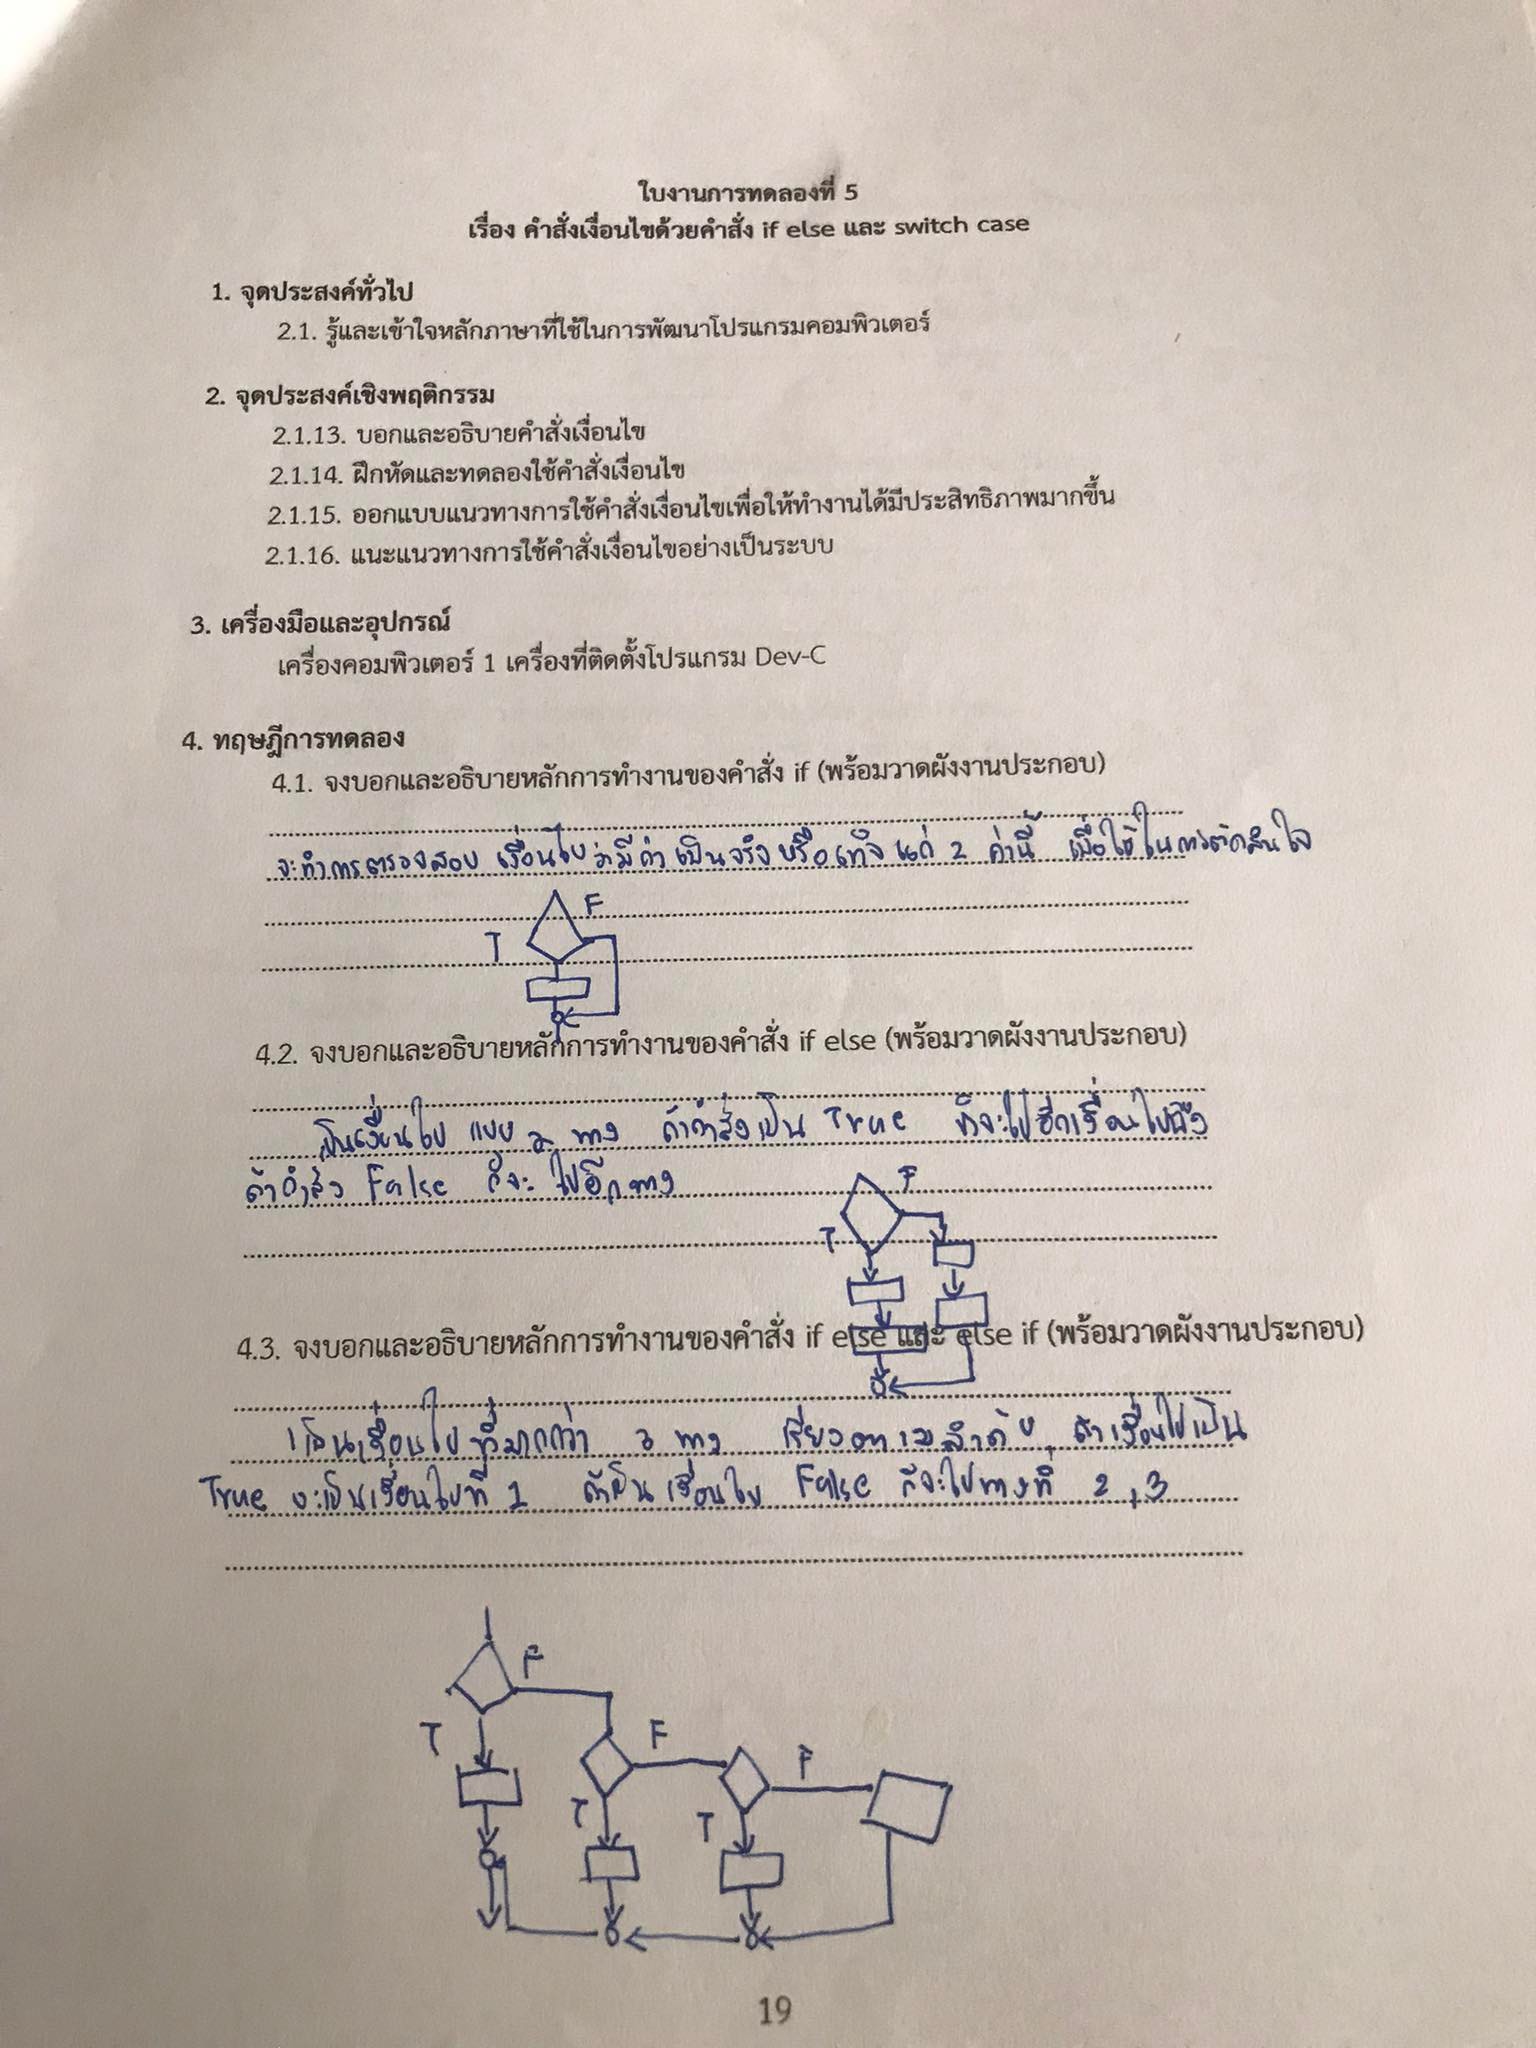 ใบงานการทดลองที่ 5
เรื่อง คำสั่งเงื่อนไขด้วยคำสั่ง if else และ switch case
1. จุดประสงค์ทั่วไป
2.1. รู้และเข้าใจหลักภาษาที่ใช้ในการพัฒนาโปรแกรมคอมพิวเตอร์
2. จุดประสงค์เชิงพฤติกรรม
2.1.13. บอกและอธิบายคำสั่งเงื่อนไข
2.1.14. ฝึกหัดและทดลองใช้คำสั่งเงื่อนไข
2.1.15. ออกแบบแนวทางการใช้คำสั่งเงื่อนไขเพื่อให้ทำงานได้มีประสิทธิภาพมากขึ้น
2.1.16. แนะแนวทางการใช้คำสั่งเงื่อนไขอย่างเป็นระบบ
3. เครื่องมือและอุปกรณ์
เครื่องคอมพิวเตอร์ 1 เครื่องที่ติดตั้งโปรแกรม Dev-C
4. ทฤษฎีการทดลอง
4.1. จงบอกและอธิบายหลักการทำงานของคำสั่ง if (พร้อมวาดผังงานประกอบ)
จะทำการตรวจสอบ เงื่อนไข ว่ามีค่าเป็นจริงหรือเท็จ แค่ 2 ค่านี้ เพื่อใช้ในการตัดสินใจ
F
T
4.2. จงบอกและอธิบายหลักการทำงานของคำสั่ง if else (พร้อมวาดผังงานประกอบ)
เป็นเงื่อนไข แบบ 2 ทาง ถ้าคำสั่งเป็น True ก็จะไปอีกเงื่อนไขนึง
ถ้าคำสั่ง False ก็จะ ไปอีกทาง
F
T
4.3. จงบอกและอธิบายหลักการทำงานของคำสั่ง if else และ else if (พร้อมวาดผังงานประกอบ)
เป็นเงื่อนไข ที่มากกว่า 3 ทาง เรียงตามลำดับ ถ้าเงื่อนไขเป็น
True จะเป็นเงื่อนไขที่ 1 ถ้าเป็น เงื่อนไข False ก็จะไปทางที่ 2,3
F
T
F
F
T
T
19